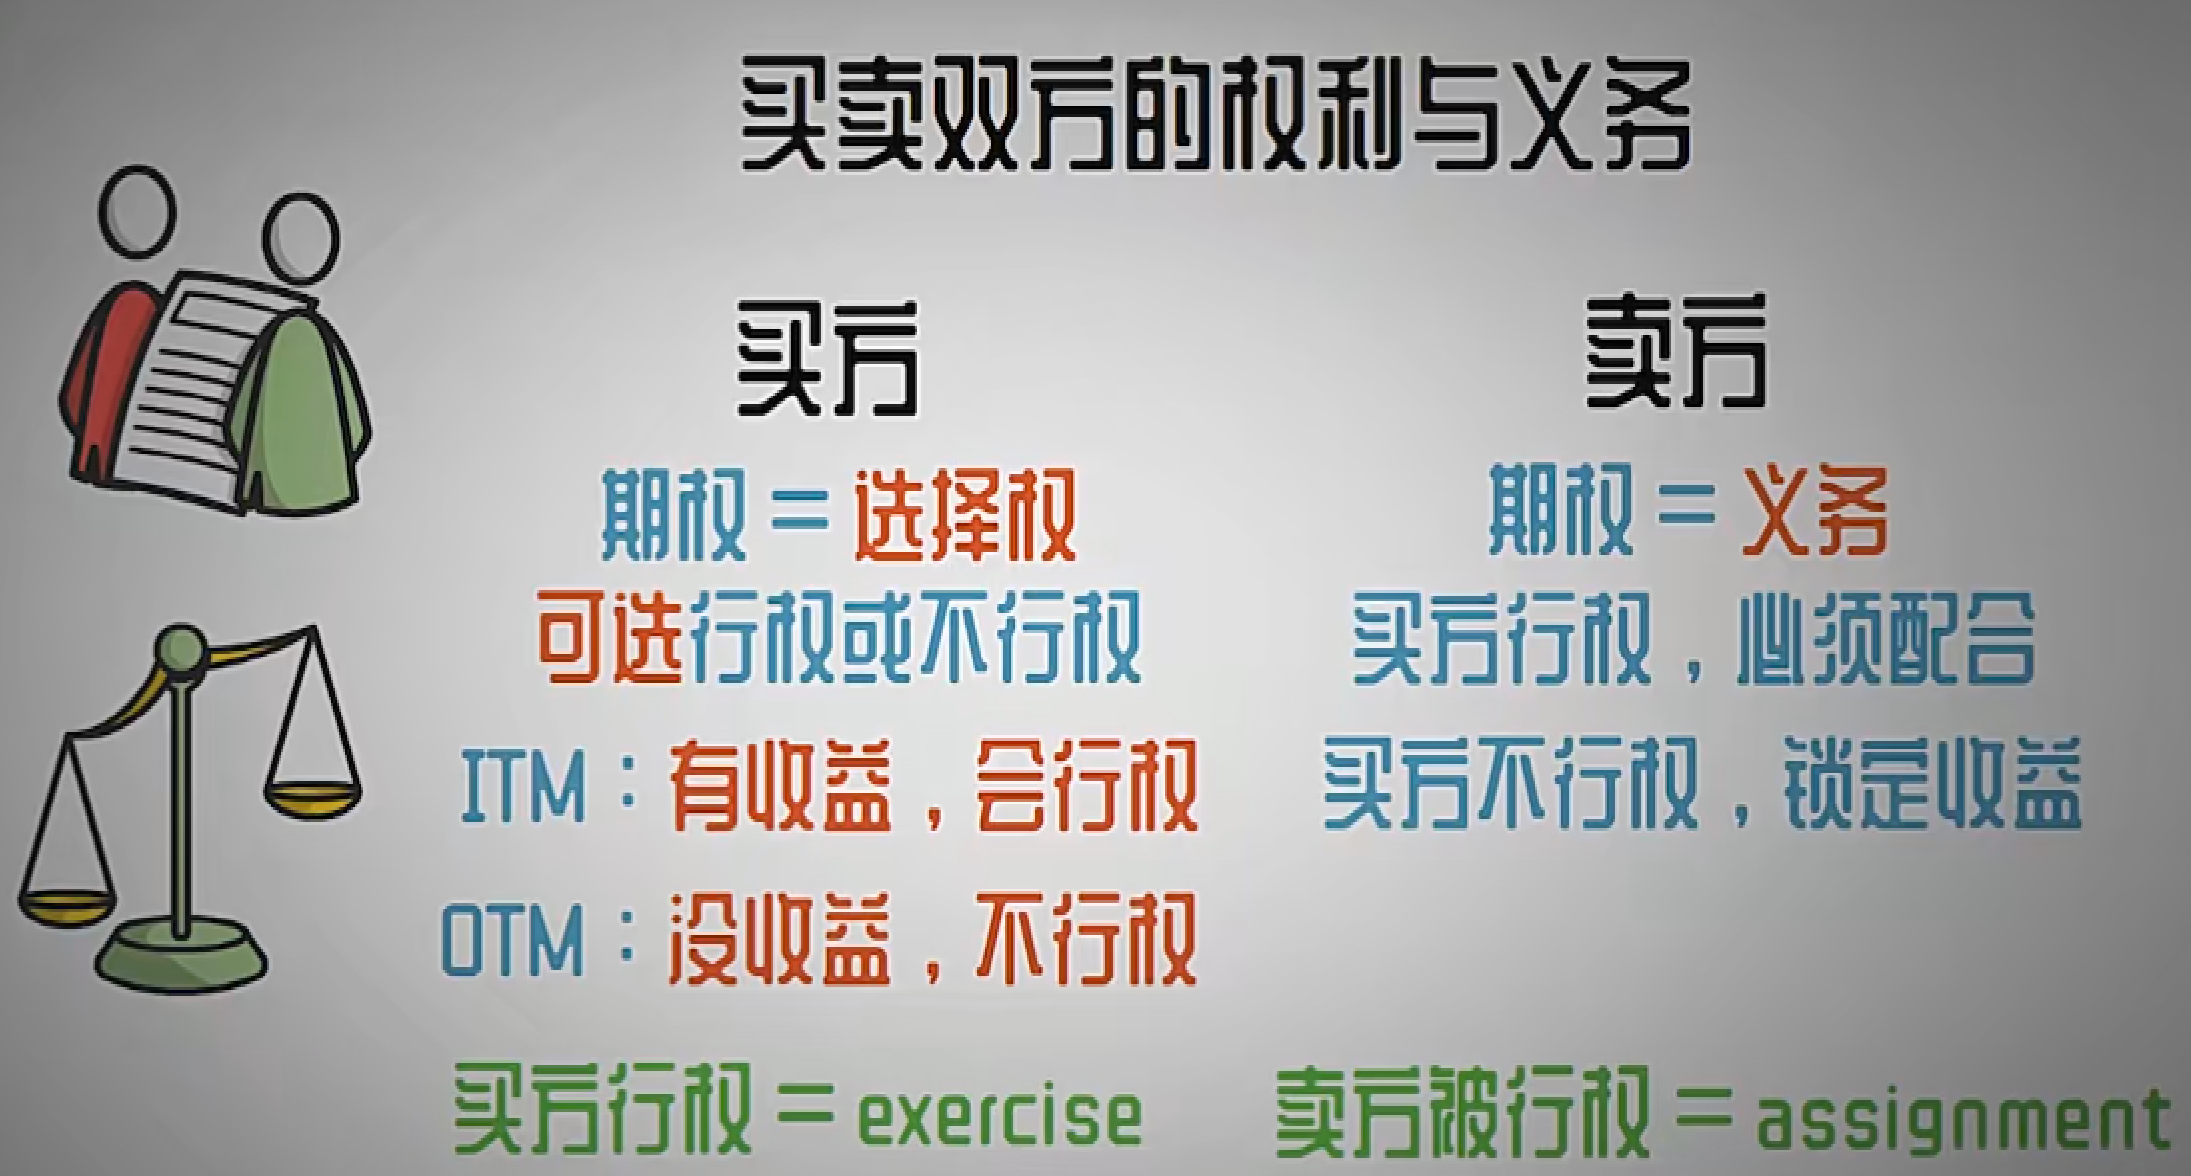 买卖双方的权利与义务
买方
期权=选择权
可选行权或不行权
ITM：有收益，会行权
OTM：没收益，不行权
买方行权=exercise
卖方
期权=义务
买方行权，必须配合
买方不行权，锁定收益
卖方被行权=assignment